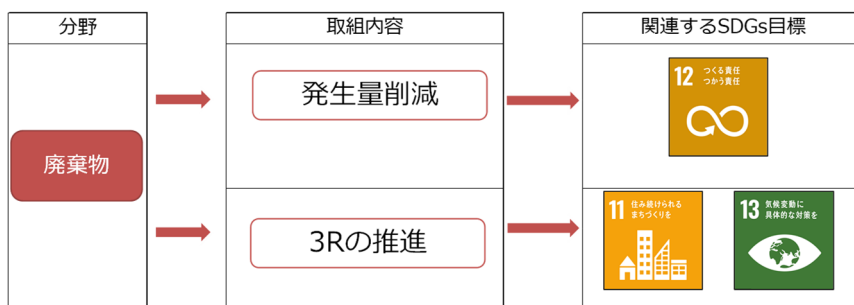 分野
取組内容
関連するSDGs目標
廃棄物
発生量削減
12 つくる責任
つかう責任
3Rの推進
11 住み続けられる
まちづくりを
13 気候変動に
具体的な対策を